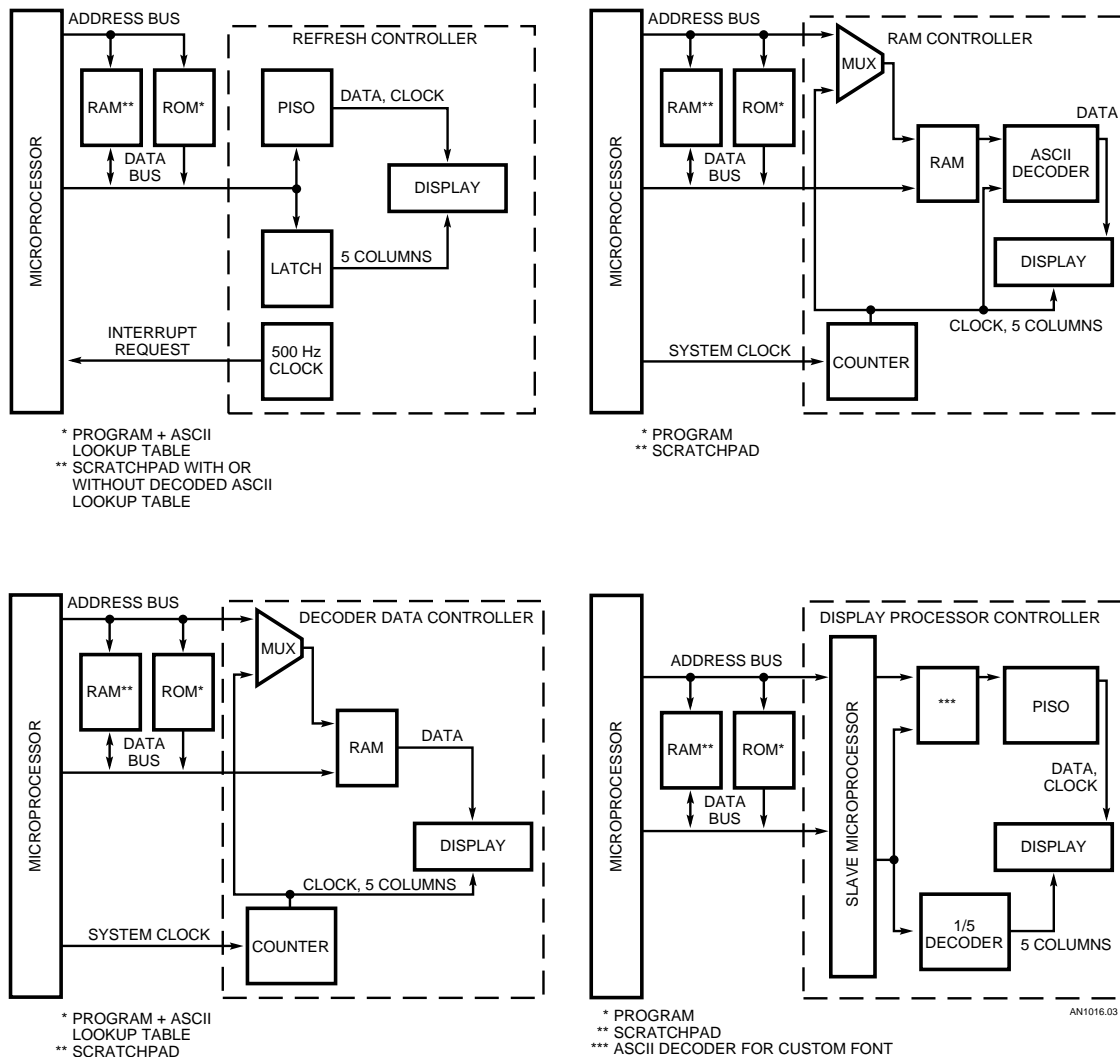 ADDRESS BUS
REFRESH CONTROLLER
MICROPROCESSOR
RAM**
ROM*
PISO
DATA, CLOCK
DATA
BUS
DISPLAY
LATCH
5 COLUMNS
INTERRUPT
REQUEST
500 Hz
CLOCK
* PROGRAM + ASCII
LOOKUP TABLE
** SCRATCHPAD WITH OR
WITHOUT DECODED ASCII
LOOKUP TABLE
ADDRESS BUS
RAM CONTROLLER
MICROPROCESSOR
MUX
RAM**
ROM*
DATA
RAM
ASCII
DECODER
DATA
BUS
DISPLAY
CLOCK, 5 COLUMNS
SYSTEM CLOCK
COUNTER
* PROGRAM
** SCRATCHPAD
ADDRESS BUS
DECODER DATA CONTROLLER
MICROPROCESSOR
MUX
RAM**
ROM*
DATA
BUS
RAM
DATA
DISPLAY
CLOCK, 5 COLUMNS
SYSTEM CLOCK
COUNTER
* PROGRAM + ASCII
LOOKUP TABLE
** SCRATCHPAD
DISPLAY PROCESSOR CONTROLLER
MICROPROCESSOR
ADDRESS BUS
RAM**
ROM*
DATA
BUS
SLAVE MICROPROCESSOR
***
PISO
DATA,
CLOCK
DISPLAY
1/5
DECODER
5 COLUMNS
* PROGRAM
** SCRATCHPAD
*** ASCII DECODER FOR CUSTOM FONT
AN1016.03